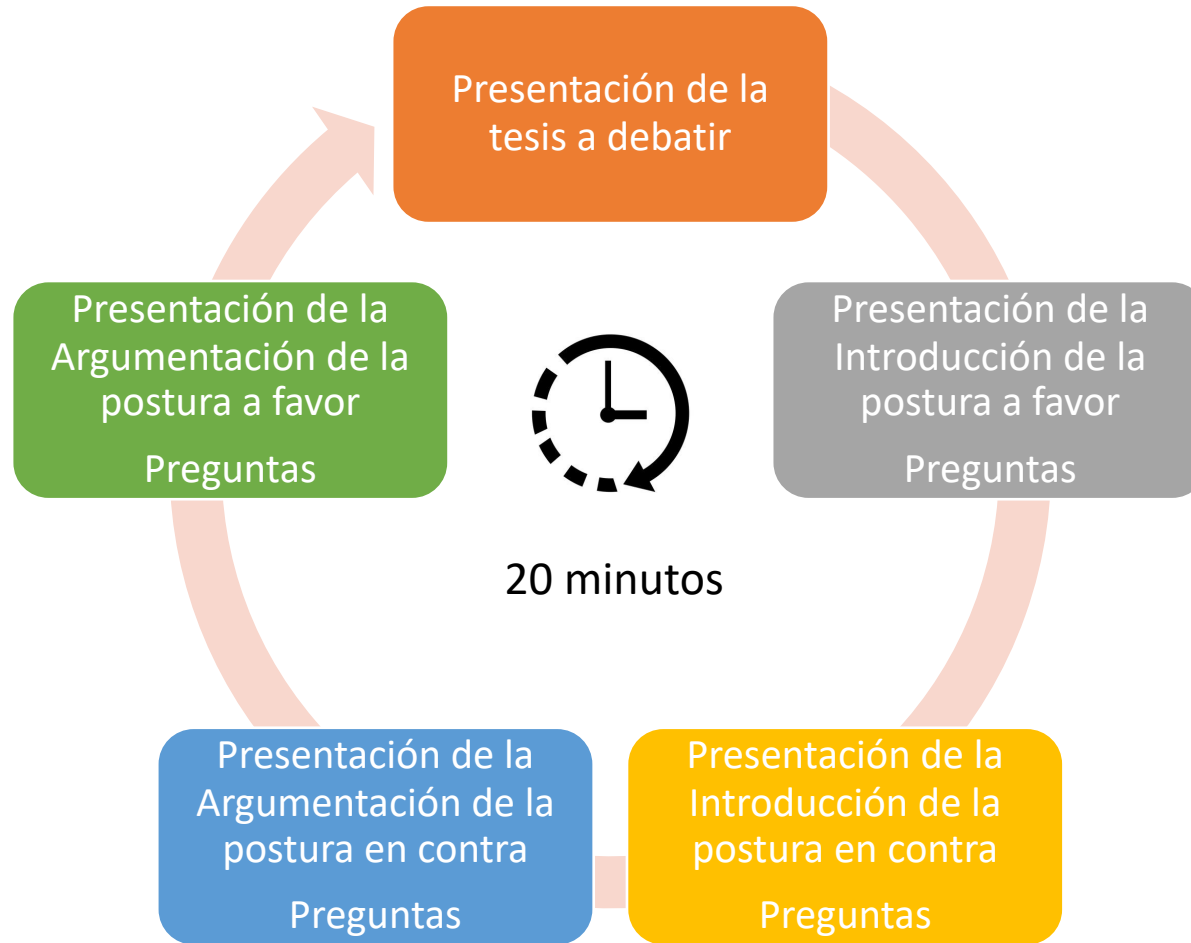 Presentación de la
tesis a debatir
Presentación de la
Introducción de la
postura a favor
Preguntas
Presentación de la
Introducción de la
postura en contra
Preguntas
Presentación de la
Argumentación de la
postura en contra
Preguntas
Presentación de la
Argumentación de la
postura a favor
Preguntas
20 minutos